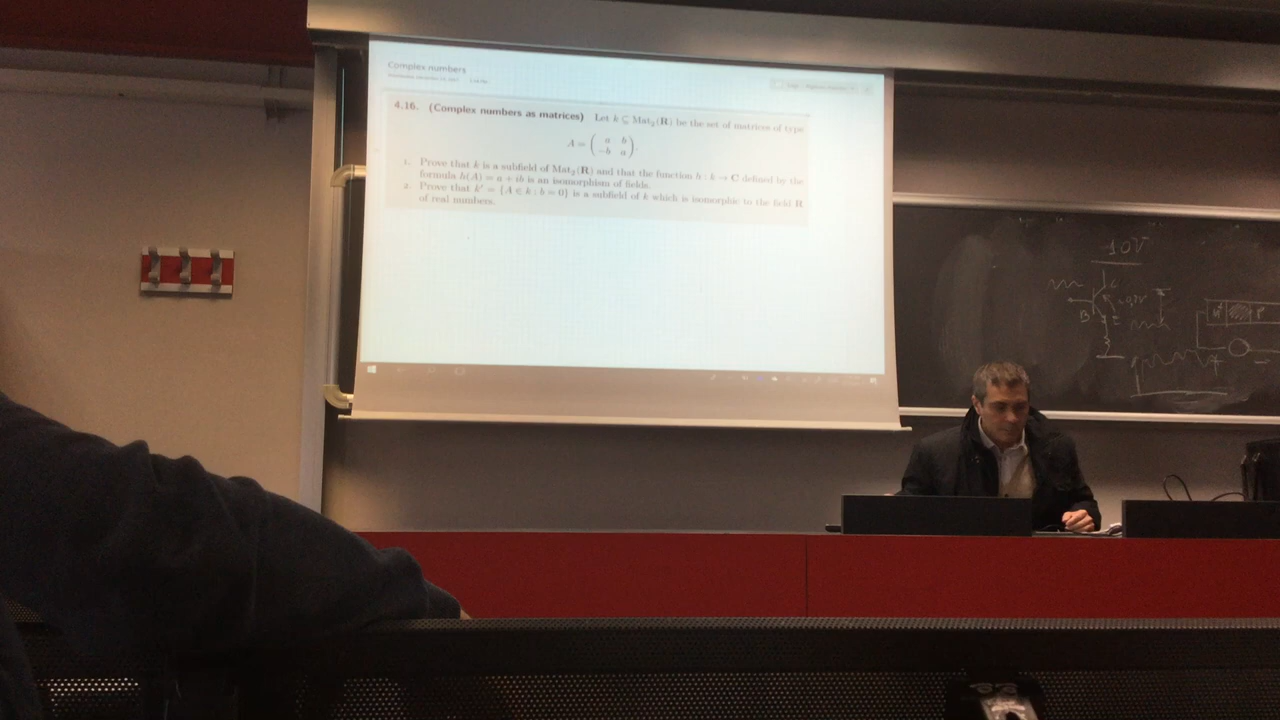 Complex numbers
4.16. (Complex numbers as matrices) Let k ⊆ Mat₂(R) be the set of matrices of type
A = ( a b
-b a ).
1. Prove that k is a subfield of Mat₂(R) and that the function h : k → C defined by the
formula h(A) = a + ib is an isomorphism of fields.
2. Prove that k' = {A ∈ k : b = 0} is a subfield of k which is isomorphic to the field R
of real numbers.
10V
B